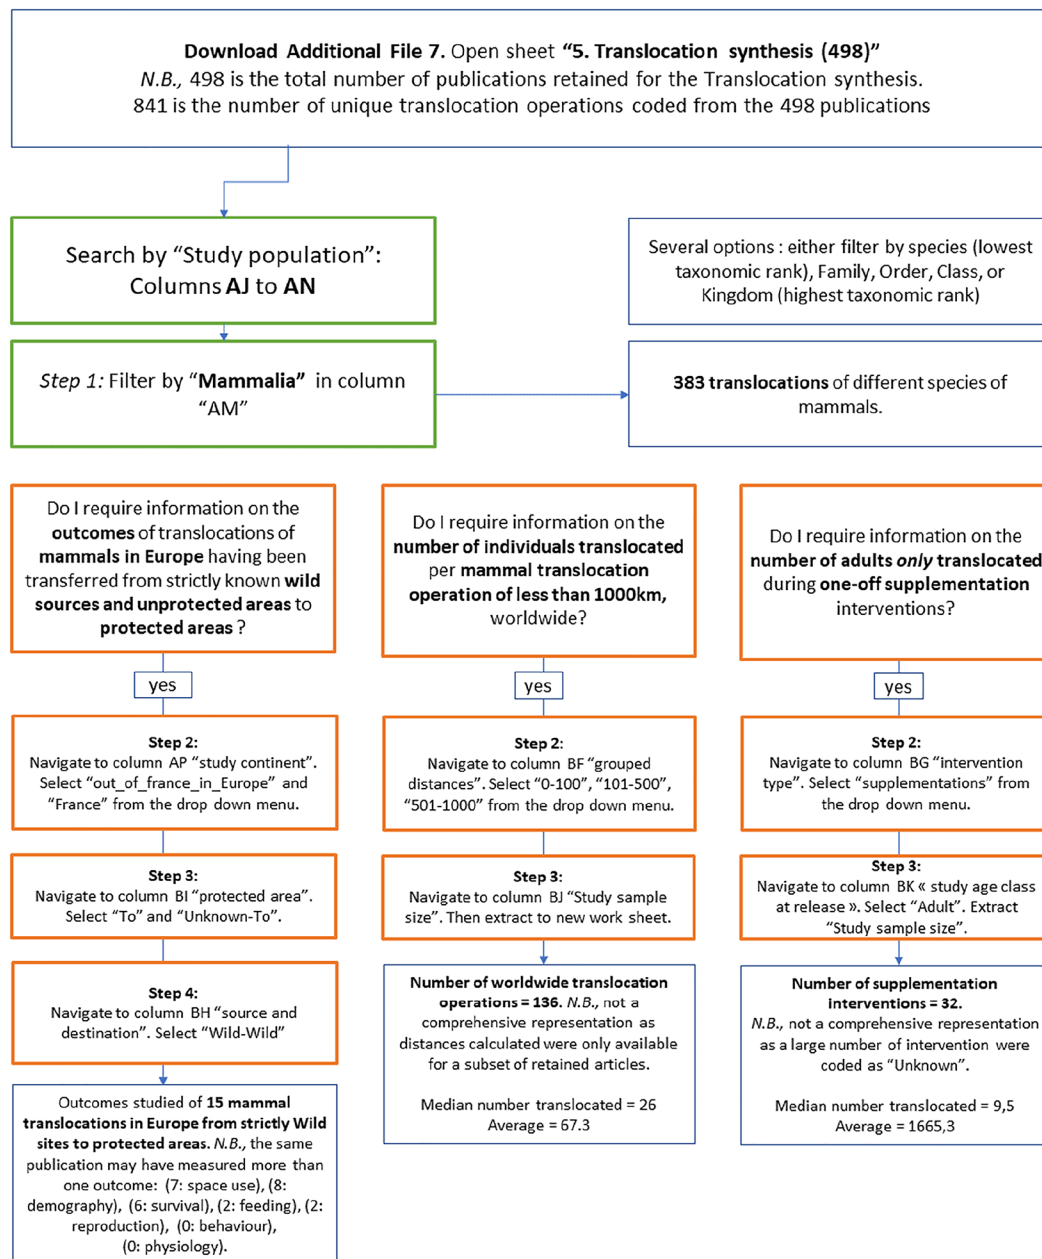 Download Additional File 7. Open sheet “5. Translocation synthesis (498)”
N.B., 498 is the total number of publications retained for the Translocation synthesis.
841 is the number of unique translocation operations coded from the 498 publications
Search by “Study population”:
Columns AJ to AN
Several options : either filter by species (lowest
taxonomic rank), Family, Order, Class, or
Kingdom (highest taxonomic rank)
Step 1: Filter by “Mammalia” in column
“AM”
383 translocations of different species of
mammals.
Do I require information on the
outcomes of translocations of
mammals in Europe having been
transferred from strictly known wild
sources and unprotected areas to
protected areas ?
yes
Step 2:
Navigate to column AP “study continent”.
Select “out_of_france_in_Europe” and
“France” from the drop down menu.
Step 3:
Navigate to column BI “protected area”.
Select “To” and “Unknown-To”.
Step 4:
Navigate to column BH “source and
destination”. Select “Wild-Wild”
Outcomes studied of 15 mammal
translocations in Europe from strictly Wild
sites to protected areas. N.B., the same
publication may have measured more than
one outcome: (7: space use), (8:
demography), (6: survival), (2: feeding), (2:
reproduction), (0: behaviour),
(0: physiology).
Do I require information on the
number of individuals translocated
per mammal translocation
operation of less than 1000km,
worldwide?
yes
Step 2:
Navigate to column BF “grouped
distances”. Select “0-100”, “101-500”,
“501-1000” from the drop down menu.
Step 3:
Navigate to column BJ “Study sample
size”. Then extract to new work sheet.
Number of worldwide translocation
operations = 136. N.B., not a
comprehensive representation as
distances calculated were only available
for a subset of retained articles.
Median number translocated = 26
Average = 67.3
Do I require information on the
number of adults only translocated
during one-off supplementation
interventions?
yes
Step 2:
Navigate to column BG “intervention
type”. Select “supplementations” from
the drop down menu.
Step 3:
Navigate to column BK « study age class
at release ». Select “Adult”. Extract
“Study sample size”.
Number of supplementation
interventions = 32.
N.B., not a comprehensive representation
as a large number of intervention were
coded as “Unknown”.
Median number translocated = 9,5
Average = 1665,3